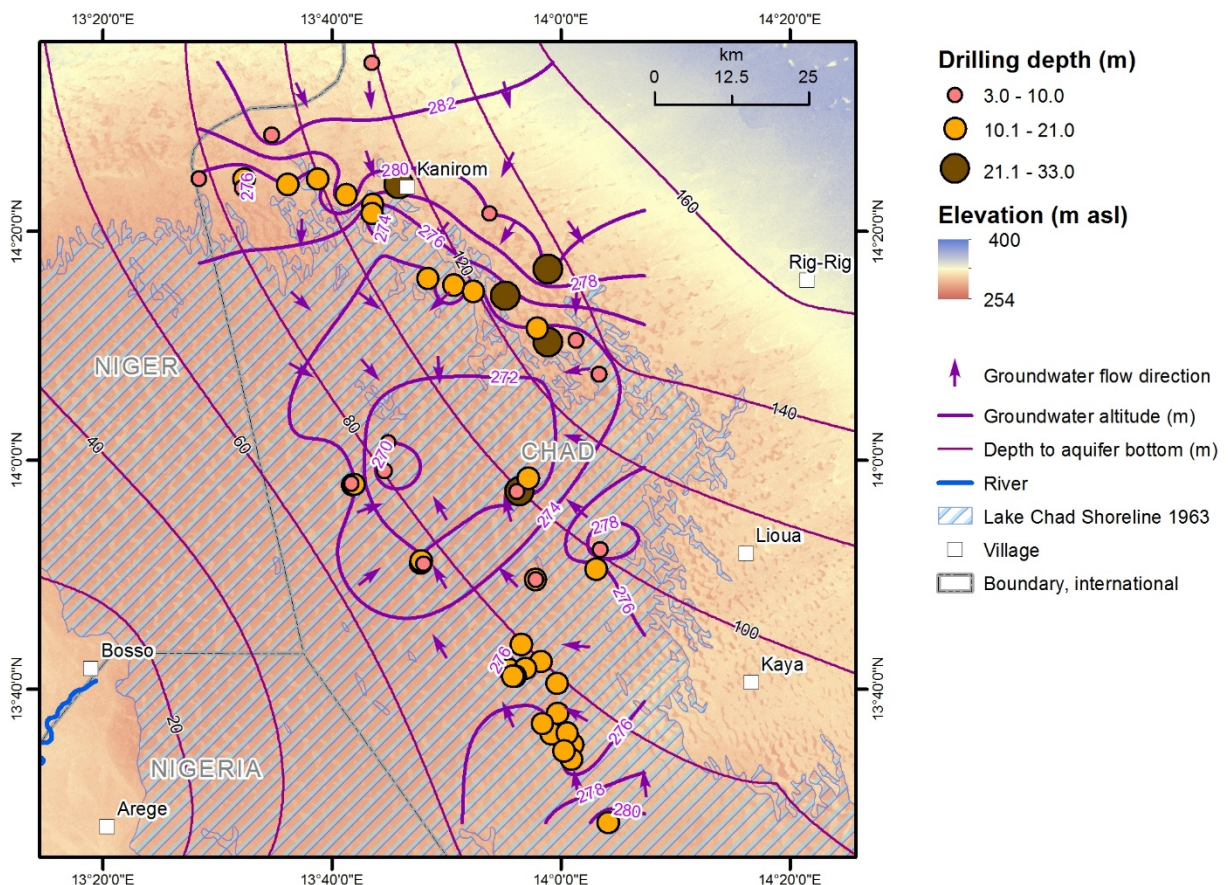 13°20'0"E 13°40'0"E 14°0'0"E 14°20'0"E
km
0 12.5 25
282
280
Kanirom
276
274
276
160
14°20'0"N
14°20'0"N
120
278
Rig-Rig
NIGER
272
140
80
40
60
270
CHAD
14°0'0"N
14°0'0"N
274
278
Lioua
276
100
Bosso
276
Kaya
13°40'0"N
13°40'0"N
20
276
NIGERIA
278
280
Arege
13°20'0"E 13°40'0"E 14°0'0"E 14°20'0"E
Drilling depth (m)
3.0 - 10.0
10.1 - 21.0
21.1 - 33.0
Elevation (m asl)
400
254
Groundwater flow direction
Groundwater altitude (m)
Depth to aquifer bottom (m)
River
Lake Chad Shoreline 1963
Village
Boundary, international